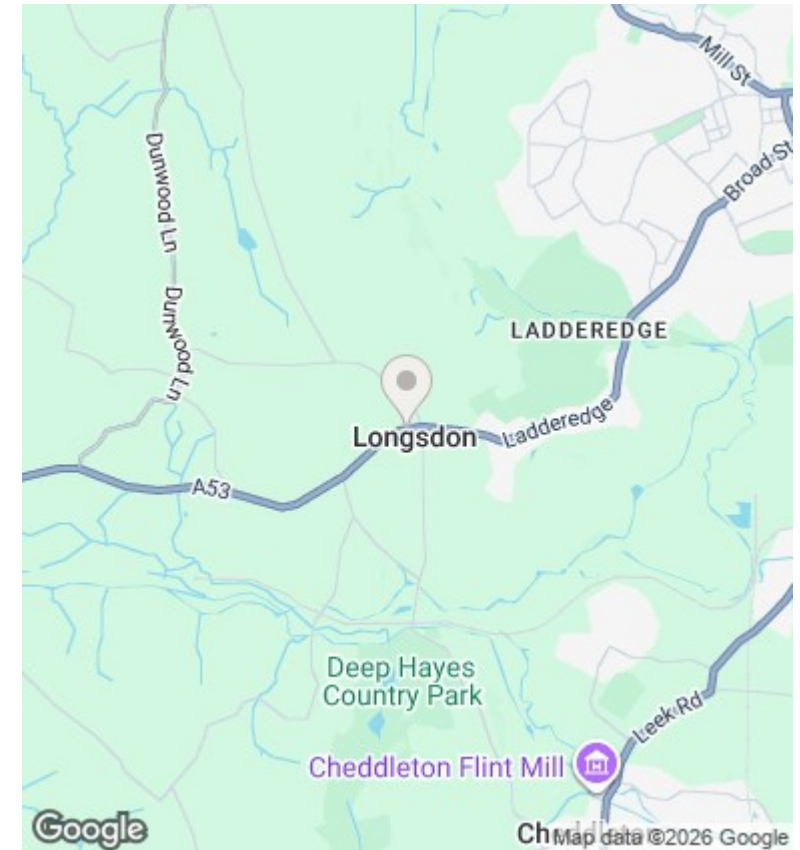 Mill St
Broad St
Dunwood Ln
Dunwood Ln
LADDEREDGE
Longsdon
Ladderedge
A53
Deep Hayes
Country Park
Leek Rd
Cheddleton Flint Mill
Google
Map data ©2026 Google